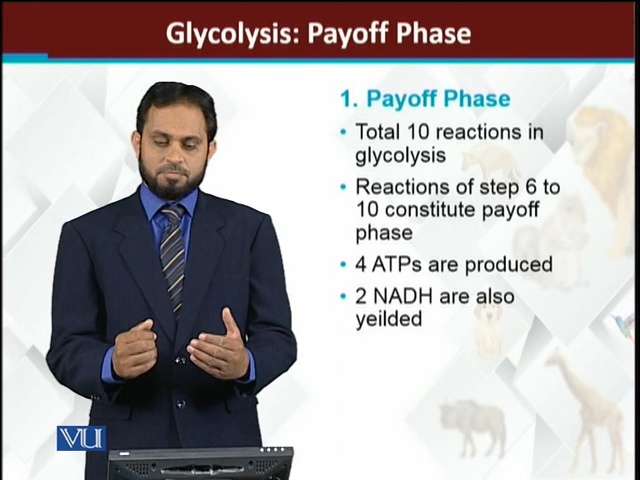 Glycolysis: Payoff Phase
1. Payoff Phase
• Total 10 reactions in
glycolysis
• Reactions of step 6 to
10 constitute payoff
phase
• 4 ATPs are produced
• 2 NADH are also
yeilded
VU